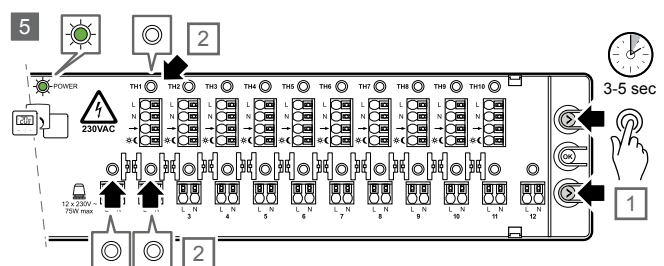 5
2
POWER
TH1 TH2 TH3 TH4 TH5 TH6 TH7 TH8 TH9 TH10
3-5 sec
L
N
20°
230VAC
OK
1
12 x 230V ~
75W max
L N L N L N L N L N L N L N L N L N L N L N L N
3 4 5 6 7 8 9 10 11 12
2